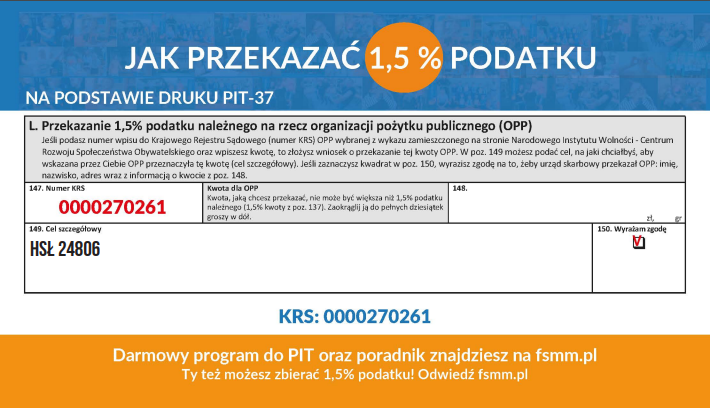 JAK PRZEKAZAĆ 1,5 % PODATKU
NA PODSTAWIE DRUKU PIT-37
L. Przekazanie 1,5% podatku należnego na rzecz organizacji pożytku publicznego (OPP)
Jeśli podasz numer wpisu do Krajowego Rejestru Sądowego (numer KRS) OPP wybranej z wykazu zamieszczonego na stronie Narodowego Instytutu Wolności - Centrum
Rozwoju Społeczeństwa Obywatelskiego oraz wpiszesz kwotę, to złożysz wniosek o przekazanie tej kwoty OPP. W poz. 149 możesz podać cel, na jaki chciałbyś, aby
wskazana przez Ciebie OPP przeznaczyła tę kwotę (cel szczegółowy). Jeśli zaznaczysz kwadrat w poz. 150, wyrazisz zgodę na to, żeby urząd skarbowy przekazał OPP: imię,
nazwisko, adres wraz z informacją o kwocie z poz. 148.
147. Numer KRS
0000270261
Kwota dla OPP
Kwota, jaką chcesz przekazać, nie może być większa niż 1,5% podatku
należnego (1,5% kwoty z poz. 137). Zaokrąglij ją do pełnych dziesiątek
groszy w dół.
148.
zł, gr
149. Cel szczegółowy
HSŁ 24806
150. Wyrażam zgodę
KRS: 0000270261
Darmowy program do PIT oraz poradnik znajdziesz na fsmm.pl
Ty też możesz zbierać 1,5% podatku! Odwiedź fsmm.pl